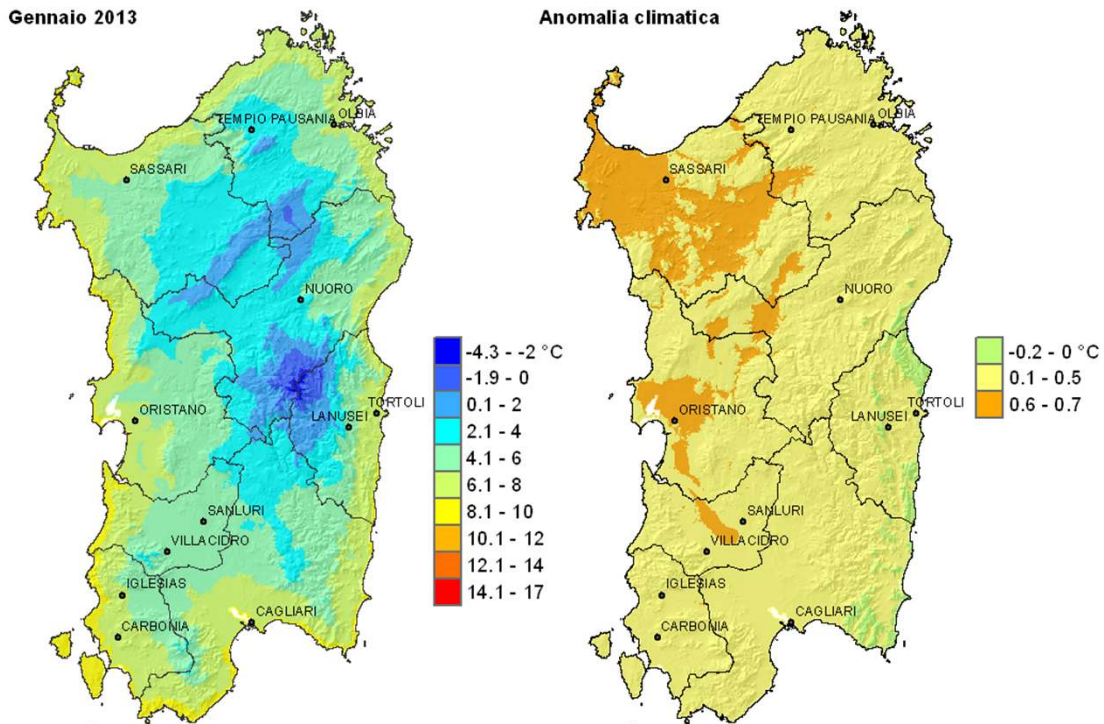 Gennaio 2013
TEMPIO PAUSANIA
OLBIA
SASSARI
NUORO
ORISTANO
LANUSEI
TORTOLI
SANLURI
VILLACIDRO
IGLESIAS
CARBONIA
CAGLIARI
-4.3 - -2 °C
-1.9 - 0
0.1 - 2
2.1 - 4
4.1 - 6
6.1 - 8
8.1 - 10
10.1 - 12
12.1 - 14
14.1 - 17
Anomalia climatica
TEMPIO PAUSANIA
OLBIA
SASSARI
NUORO
ORISTANO
LANUSEI
TORTOLI
SANLURI
VILLACIDRO
IGLESIAS
CARBONIA
CAGLIARI
-0.2 - 0 °C
0.1 - 0.5
0.6 - 0.7